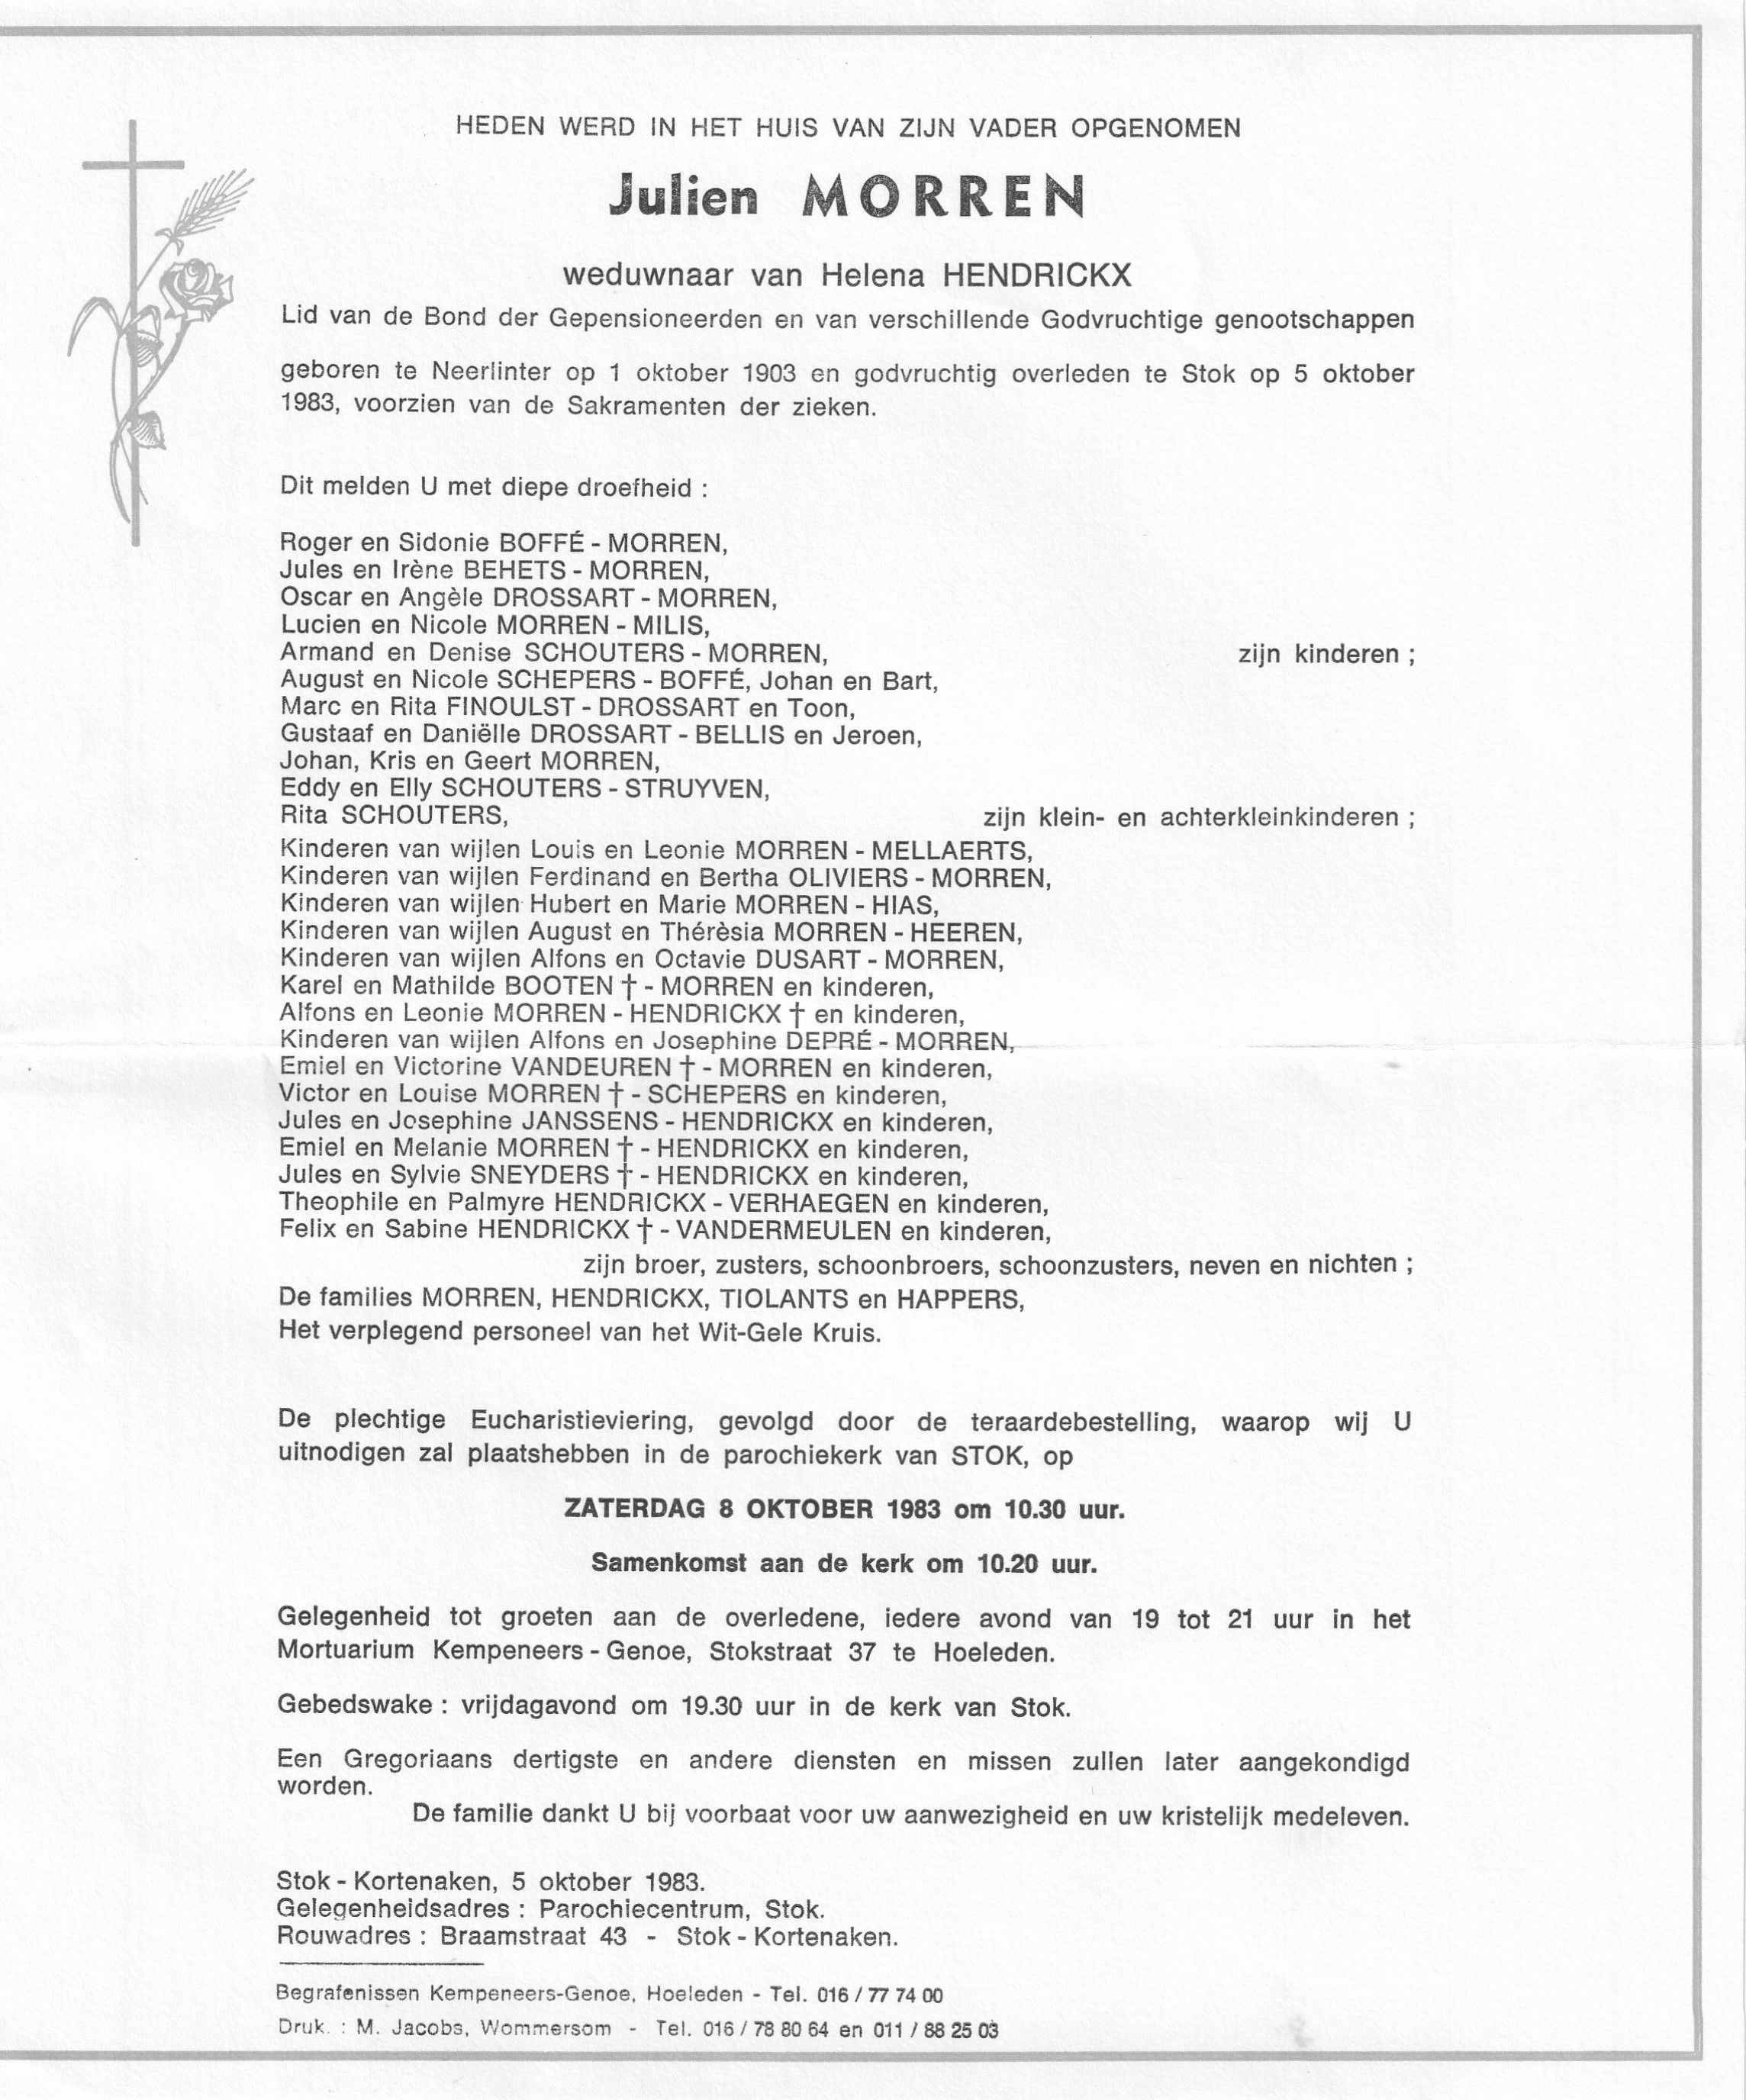 HEDEN WERD IN HET HUIS VAN ZIJN VADER OPGENOMEN
Julien MORREN
weduwnaar van Helena HENDRICKX
Lid van de Bond der Gepensioneerden en van verschillende Godvruchtige genootschappen
geboren te Neerlinter op 1 oktober 1903 en godvruchtig overleden te Stok op 5 oktober
1983, voorzien van de Sakramenten der zieken.
Dit melden U met diepe droefheid :
Roger en Sidonie BOFFÉ - MORREN,
Jules en Irène BEHETS - MORREN,
Oscar en Angèle DROSSART - MORREN,
Lucien en Nicole MORREN - MILIS,
Armand en Denise SCHOUTERS - MORREN, zijn kinderen ;
August en Nicole SCHEPERS - BOFFÉ, Johan en Bart,
Marc en Rita FINOULST - DROSSART en Toon,
Gustaaf en Daniëlle DROSSART - BELLIS en Jeroen,
Johan, Kris en Geert MORREN,
Eddy en Elly SCHOUTERS - STRUYVEN,
Rita SCHOUTERS, zijn klein- en achterkleinkinderen ;
Kinderen van wijlen Louis en Leonie MORREN - MELLAERTS,
Kinderen van wijlen Ferdinand en Bertha OLIVIERS - MORREN,
Kinderen van wijlen Hubert en Marie MORREN - HIAS,
Kinderen van wijlen August en Thérèsia MORREN - HEEREN,
Kinderen van wijlen Alfons en Octavie DUSART - MORREN,
Karel en Mathilde BOOTEN † - MORREN en kinderen,
Alfons en Leonie MORREN - HENDRICKX † en kinderen,
Kinderen van wijlen Alfons en Josephine DEPRÉ - MORREN,
Emiel en Victorine VANDEUREN † - MORREN en kinderen,
Victor en Louise MORREN † - SCHEPERS en kinderen,
Jules en Josephine JANSSENS - HENDRICKX en kinderen,
Emiel en Melanie MORREN † - HENDRICKX en kinderen,
Jules en Sylvie SNEYDERS † - HENDRICKX en kinderen,
Theophile en Palmyre HENDRICKX - VERHAEGEN en kinderen,
Felix en Sabine HENDRICKX † - VANDERMEULEN en kinderen,
zijn broer, zusters, schoonbroers, schoonzusters, neven en nichten ;
De families MORREN, HENDRICKX, TIOLANTS en HAPPERS,
Het verplegend personeel van het Wit-Gele Kruis.
De plechtige Eucharistieviering, gevolgd door de teraardebestelling, waarop wij U
uitnodigen zal plaatshebben in de parochiekerk van STOK, op
ZATERDAG 8 OKTOBER 1983 om 10.30 uur.
Samenkomst aan de kerk om 10.20 uur.
Gelegenheid tot groeten aan de overledene, iedere avond van 19 tot 21 uur in het
Mortuarium Kempeneers - Genoe, Stokstraat 37 te Hoeleden.
Gebedswake : vrijdagavond om 19.30 uur in de kerk van Stok.
Een Gregoriaans dertigste en andere diensten en missen zullen later aangekondigd
worden.
De familie dankt U bij voorbaat voor uw aanwezigheid en uw kristelijk medeleven.
Stok - Kortenaken, 5 oktober 1983.
Gelegenheidsadres : Parochiecentrum, Stok.
Rouwadres : Braamstraat 43 - Stok - Kortenaken.
Begrafenissen Kempeneers-Genoe, Hoeleden - Tel. 016 / 77 74 00
Druk. : M. Jacobs, Wommersom - Tel. 016 / 78 80 64 en 011 / 88 25 03